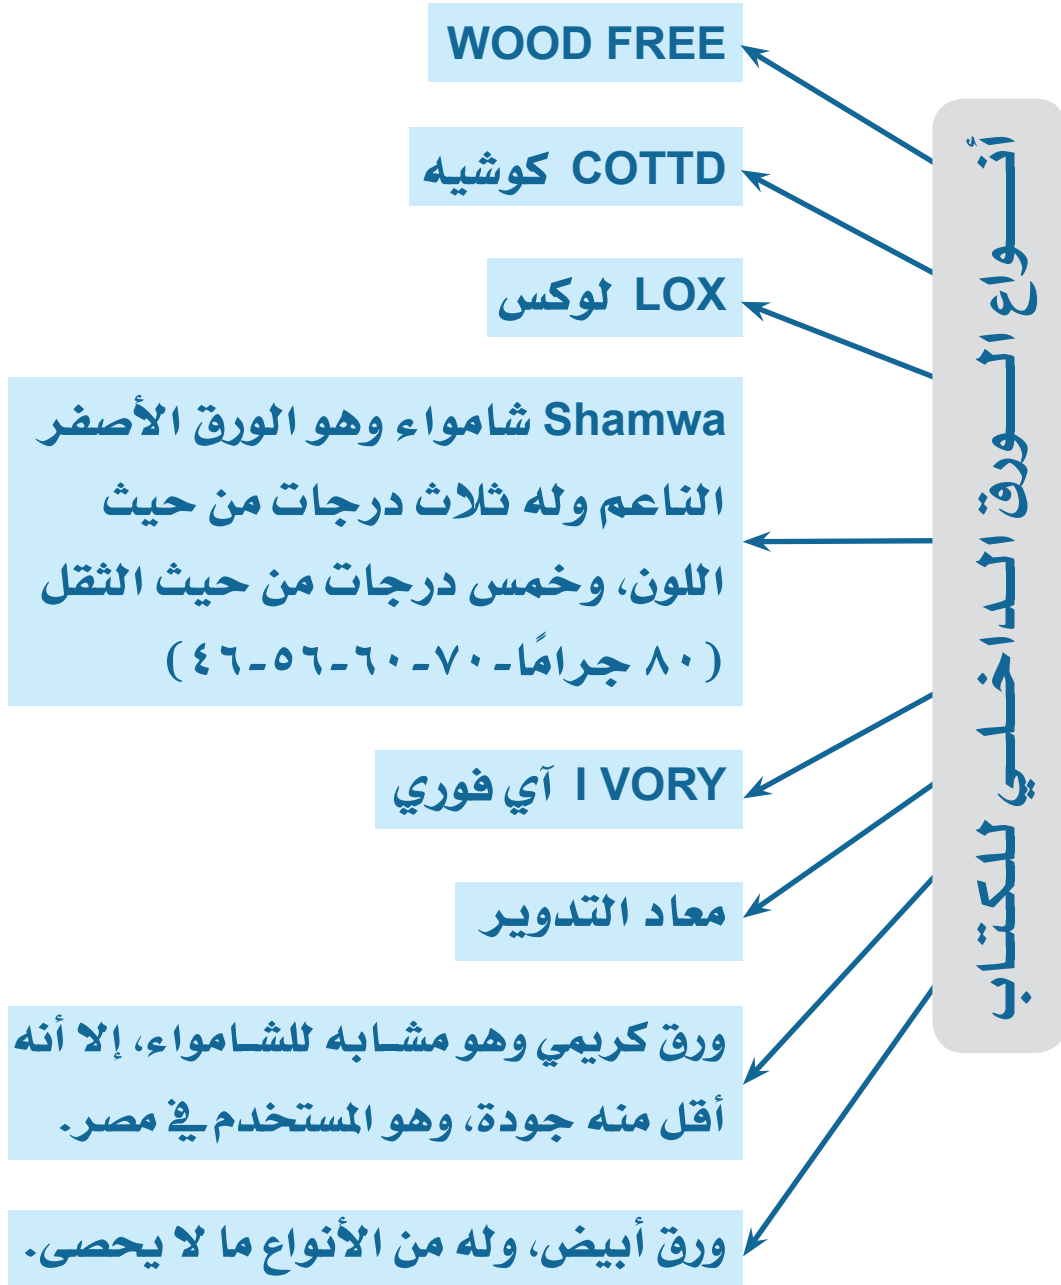 أنــواع الــورق الـداخـلـي للـكـتـاب
WOOD FREE
COTTD كوشيه
LOX لوكس
Shamwa شامواء وهو الورق الأصفر
الناعم وله ثلاث درجات من حيث
اللون، وخمس درجات من حيث الثقل
(٨٠ جرامًا-٧٠-٦٠-٥٦-٤٦)
I VORY آي فوري
معاد التدوير
ورق كريمي وهو مشـابه للشـامواء، إلا أنه
أقل منه جودة، وهو المستخدم في مصر.
ورق أبيض، وله من الأنواع ما لا يحصى.